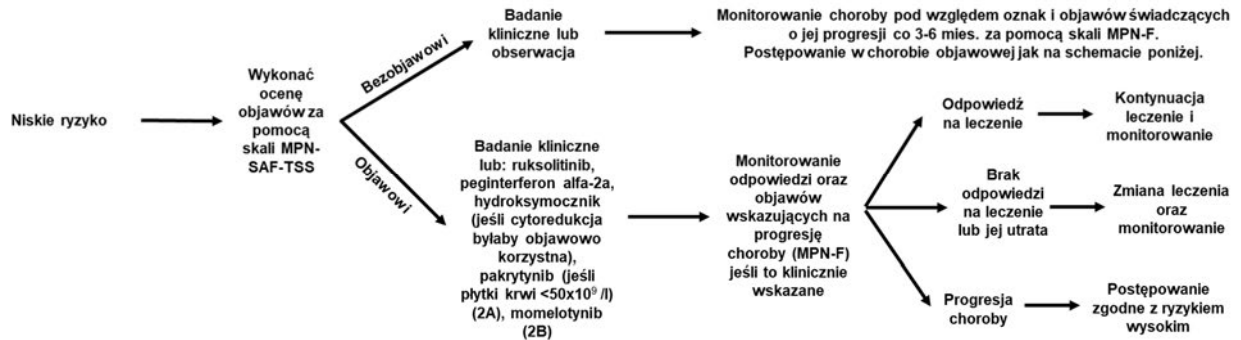 Niskie ryzyko
Wykonać
ocenę
objawów za
pomocą
skali MPN-
SAF-TSS
Bezobjawowi
Badanie
kliniczne lub
obserwacja
Monitorowanie choroby pod względem oznak i objawów świadczących
o jej progresji co 3-6 mies. za pomocą skali MPN-F.
Postępowanie w chorobie objawowej jak na schemacie poniżej.
Objawowi
Badanie kliniczne
lub: ruksolitinib,
peginterferon alfa-2a,
hydroksymocznik
(jeśli cytoredukcja
byłaby objawowo
korzystna),
pakrytynib (jeśli
płytki krwi <50x10⁹ /l)
(2A), momelotynib
(2B)
Monitorowanie
odpowiedzi oraz
objawów
wskazujących na
progresję
choroby (MPN-F)
jeśli to klinicznie
wskazane
Odpowiedź
na leczenie
Kontynuacja
leczenie i
monitorowanie
Brak
odpowiedzi
na leczenie
lub jej utrata
Zmiana leczenia
oraz
monitorowanie
Progresja
choroby
Postępowanie
zgodne z ryzykiem
wysokim